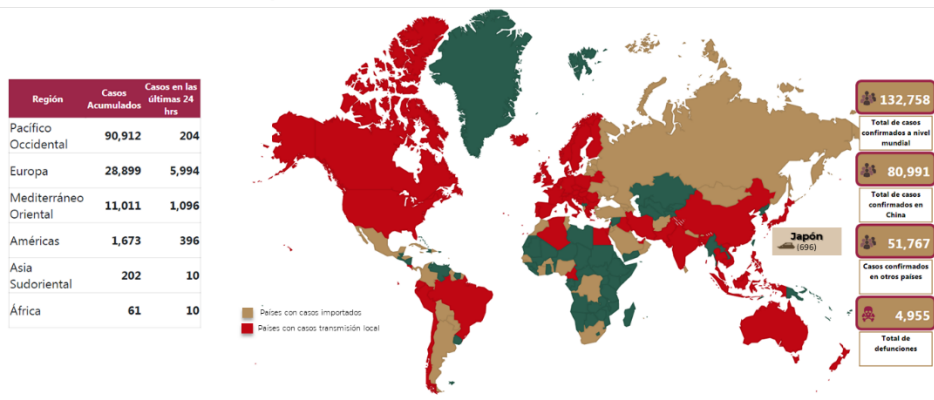 Región Casos Acumulados Casos en las últimas 24 hrs
Pacífico Occidental 90,912 204
Europa 28,899 5,994
Mediterráneo Oriental 11,011 1,096
Américas 1,673 396
Asia Sudoriental 202 10
África 61 10
Países con casos importados
Países con casos transmisión local
Japón
(696)
132,758
Total de casos
confirmados a nivel
mundial
80,991
Total de casos
confirmados en
China
51,767
Casos confirmados
en otros países
4,955
Total de
defunciones